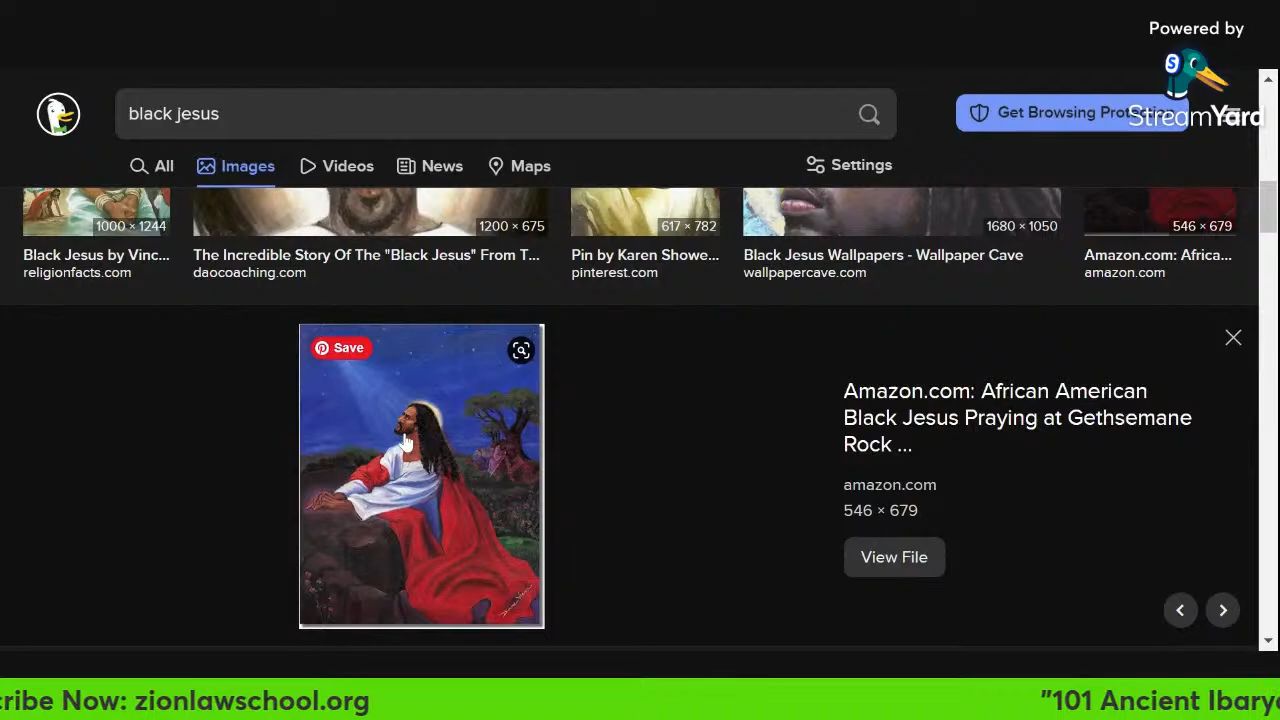 Powered by
StreamYard
black jesus
Get Browsing
All
Images
Videos
News
Maps
Settings
1000 × 1244
1200 × 675
617 × 782
1680 × 1050
546 × 679
Black Jesus by Vinc...
The Incredible Story Of The "Black Jesus" From T...
Pin by Karen Showe...
Black Jesus Wallpapers - Wallpaper Cave
Amazon.com: Africa...
religionfacts.com
daocoaching.com
pinterest.com
wallpapercave.com
amazon.com
Save
Amazon.com: African American
Black Jesus Praying at Gethsemane
Rock ...
amazon.com
546 × 679
View File
cribe Now: zionlawschool.org
"101 Ancient Ibary